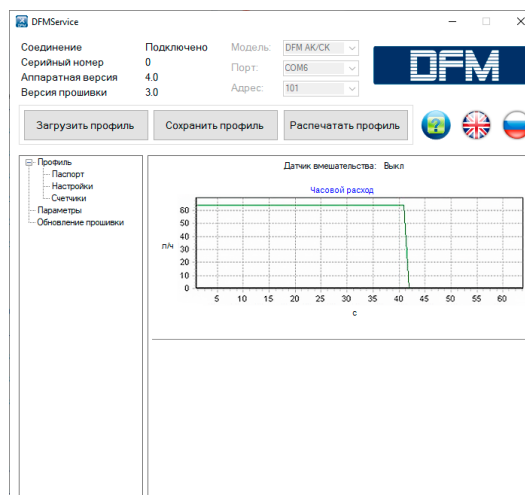 DFMService
Соединение Подключено Модель: DFM AK/CK
Серийный номер 0 Порт: COM6
Аппаратная версия 4.0 Адрес: 101
Версия прошивки 3.0
DFM
Загрузить профиль Сохранить профиль Распечатать профиль
Профиль
Паспорт
Настройки
Счетчики
Параметры
Обновление прошивки
Датчик вмешательства: Выкл
Часовой расход
60
50
40
л/ч 30
20
10
0
5 10 15 20 25 30 35 40 45 50 55 60
с